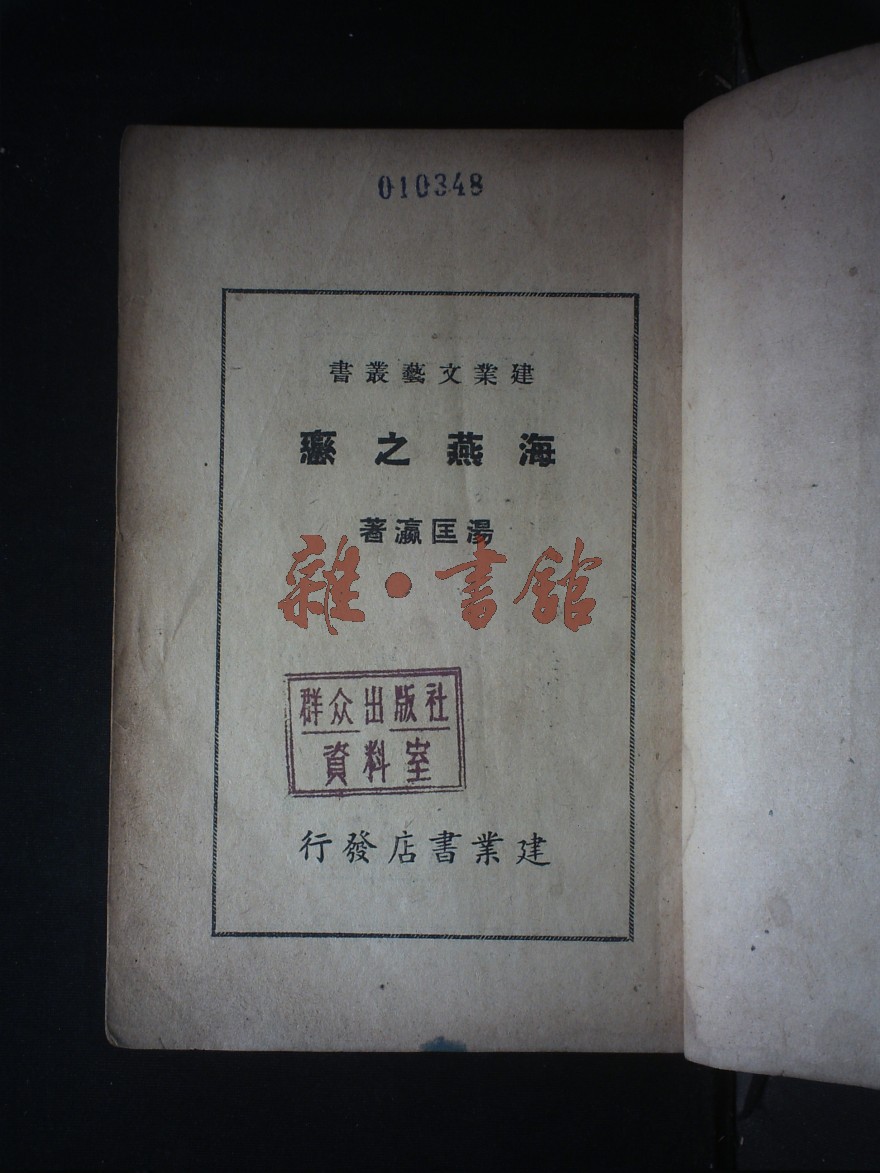 010348
建業文藝叢書
海燕之戀
湯匡瀛著
雜·書館
群众出版社
資料室
建業書店發行